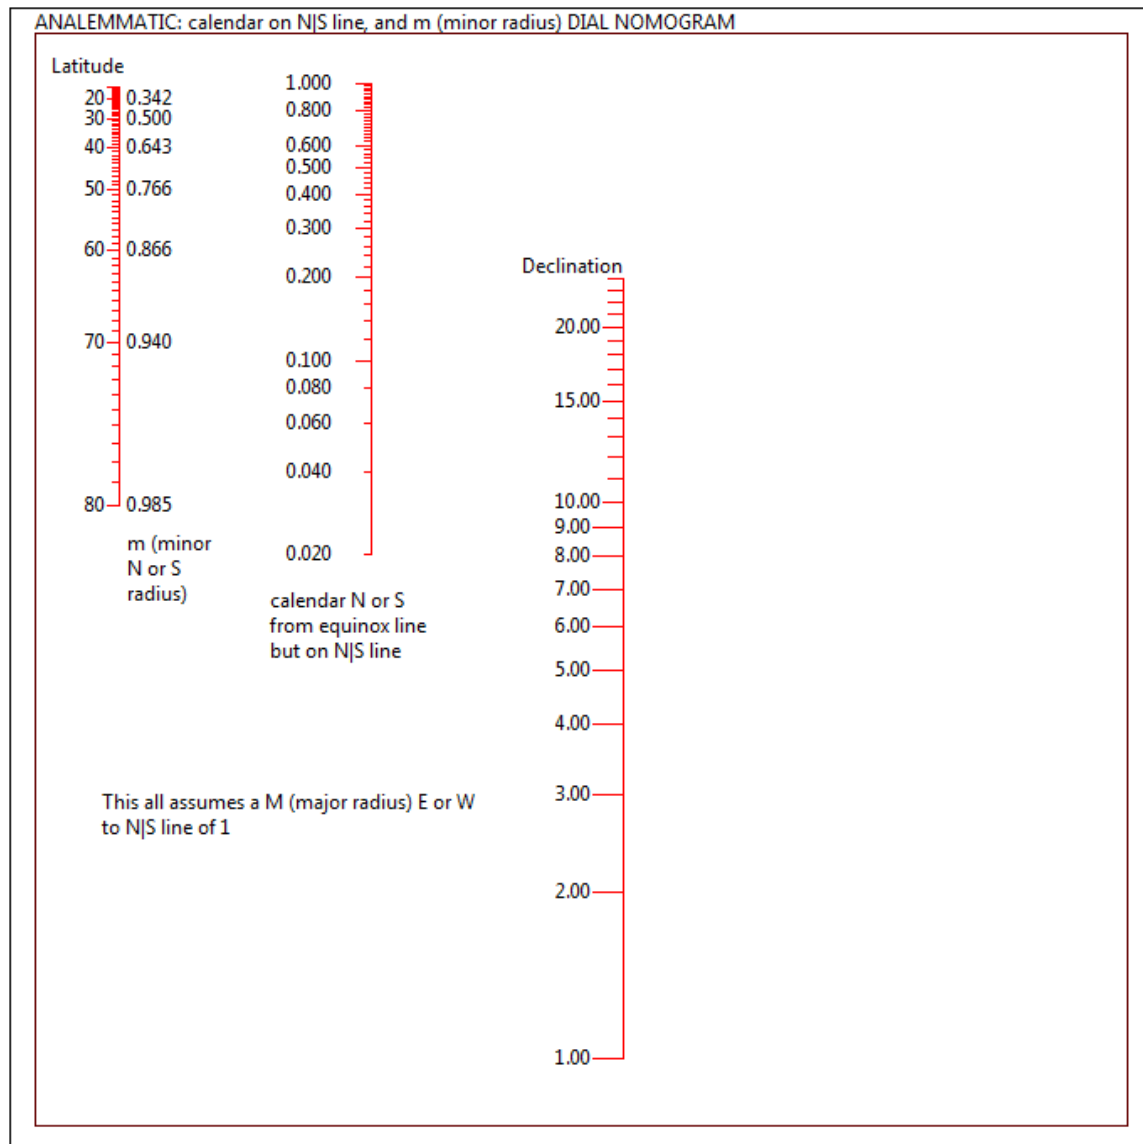 ANALEMMATIC: calendar on N|S line, and m (minor radius) DIAL NOMOGRAM
Latitude
20 0.342
30 0.500
40 0.643
50 0.766
60 0.866
70 0.940
80 0.985
m (minor
N or S
radius)
1.000
0.800
0.600
0.500
0.400
0.300
0.200
0.100
0.080
0.060
0.040
0.020
calendar N or S
from equinox line
but on N|S line
Declination
20.00
15.00
10.00
9.00
8.00
7.00
6.00
5.00
4.00
3.00
2.00
1.00
This all assumes a M (major radius) E or W
to N|S line of 1